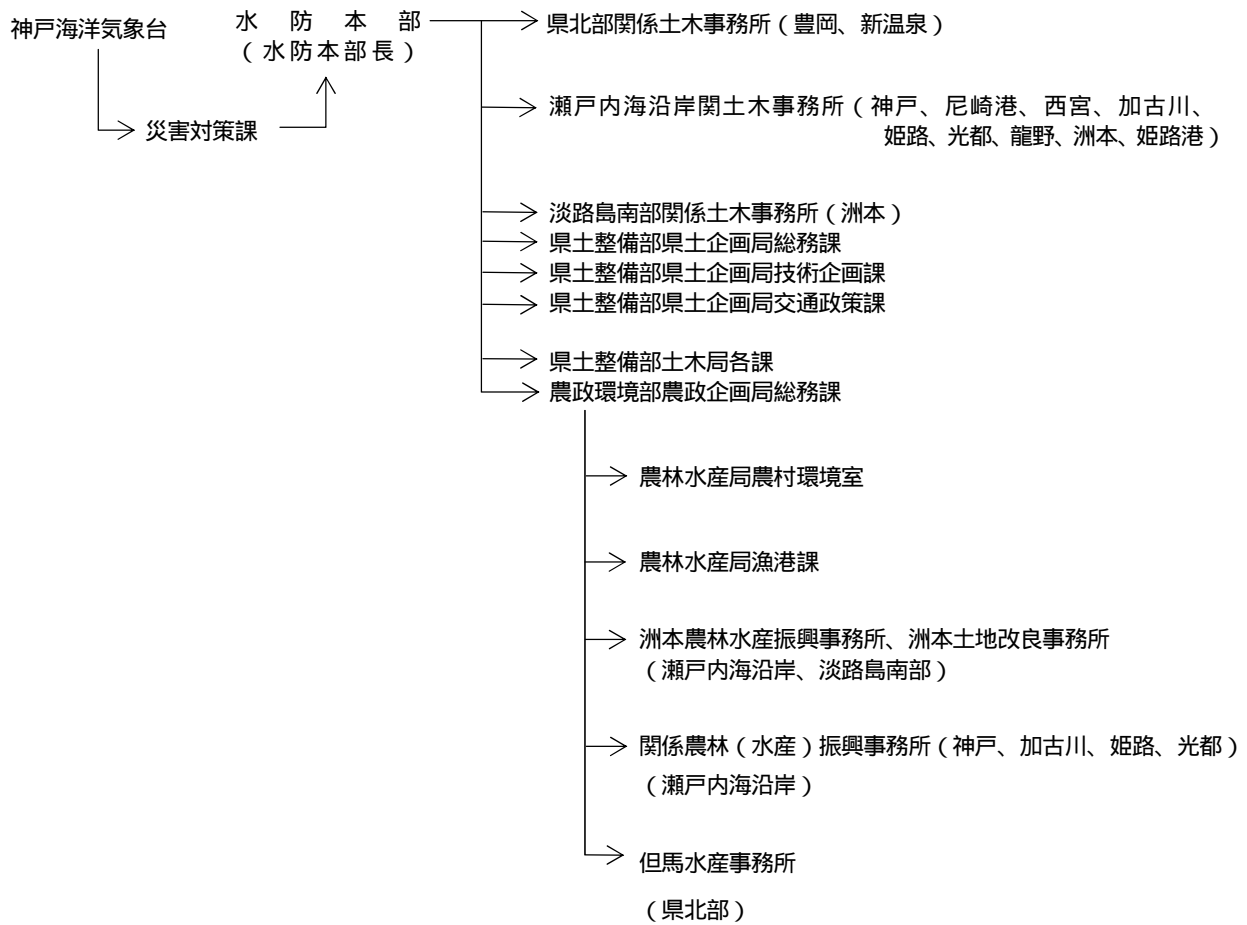 神戸海洋気象台
水防本部
（水防本部長）
災害対策課
県北部関係土木事務所（豊岡、新温泉）
瀬戸内海沿岸関土木事務所（神戸、尼崎港、西宮、加古川、
姫路、光都、龍野、洲本、姫路港）
淡路島南部関係土木事務所（洲本）
県土整備部県土企画局総務課
県土整備部県土企画局技術企画課
県土整備部県土企画局交通政策課
県土整備部土木局各課
農政環境部農政企画局総務課
農林水産局農村環境室
農林水産局漁港課
洲本農林水産振興事務所、洲本土地改良事務所
（瀬戸内海沿岸、淡路島南部）
関係農林（水産）振興事務所（神戸、加古川、姫路、光都）
（瀬戸内海沿岸）
但馬水産事務所
（県北部）